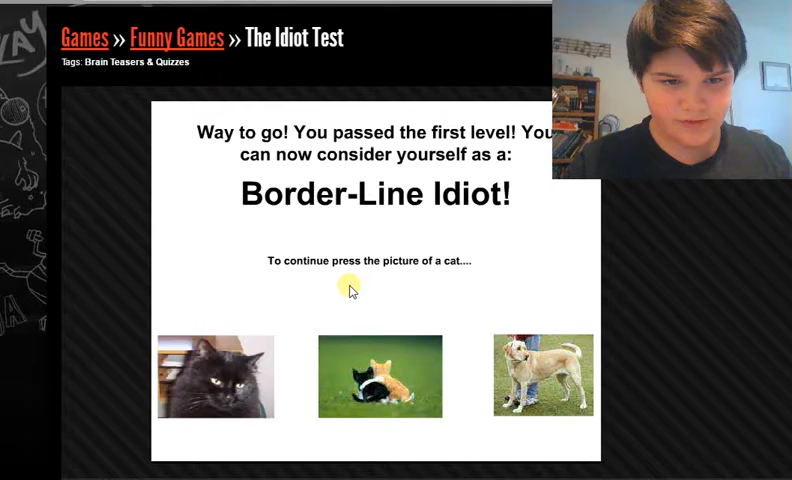 Games » Funny Games » The Idiot Test
Tags: Brain Teasers & Quizzes
Way to go! You passed the first level! You
can now consider yourself as a:
Border-Line Idiot!
To continue press the picture of a cat....